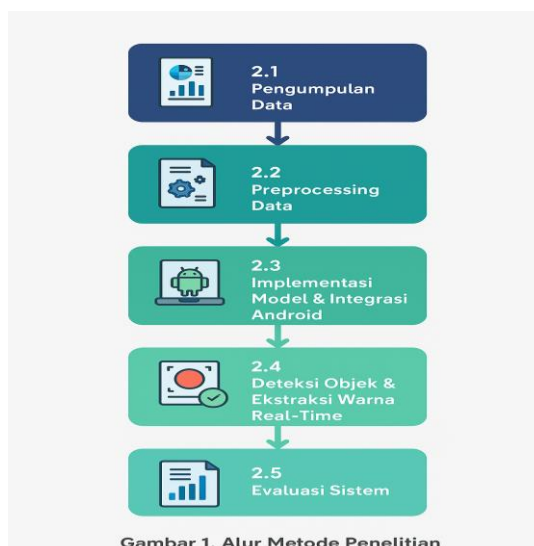 2.1
Pengumpulan
Data
2.2
Preprocessing
Data
2.3
Implementasi
Model & Integrasi
Android
2.4
Deteksi Objek &
Ekstraksi Warna
Real-Time
2.5
Evaluasi Sistem
Gambar 1. Alur Metode Penelitian